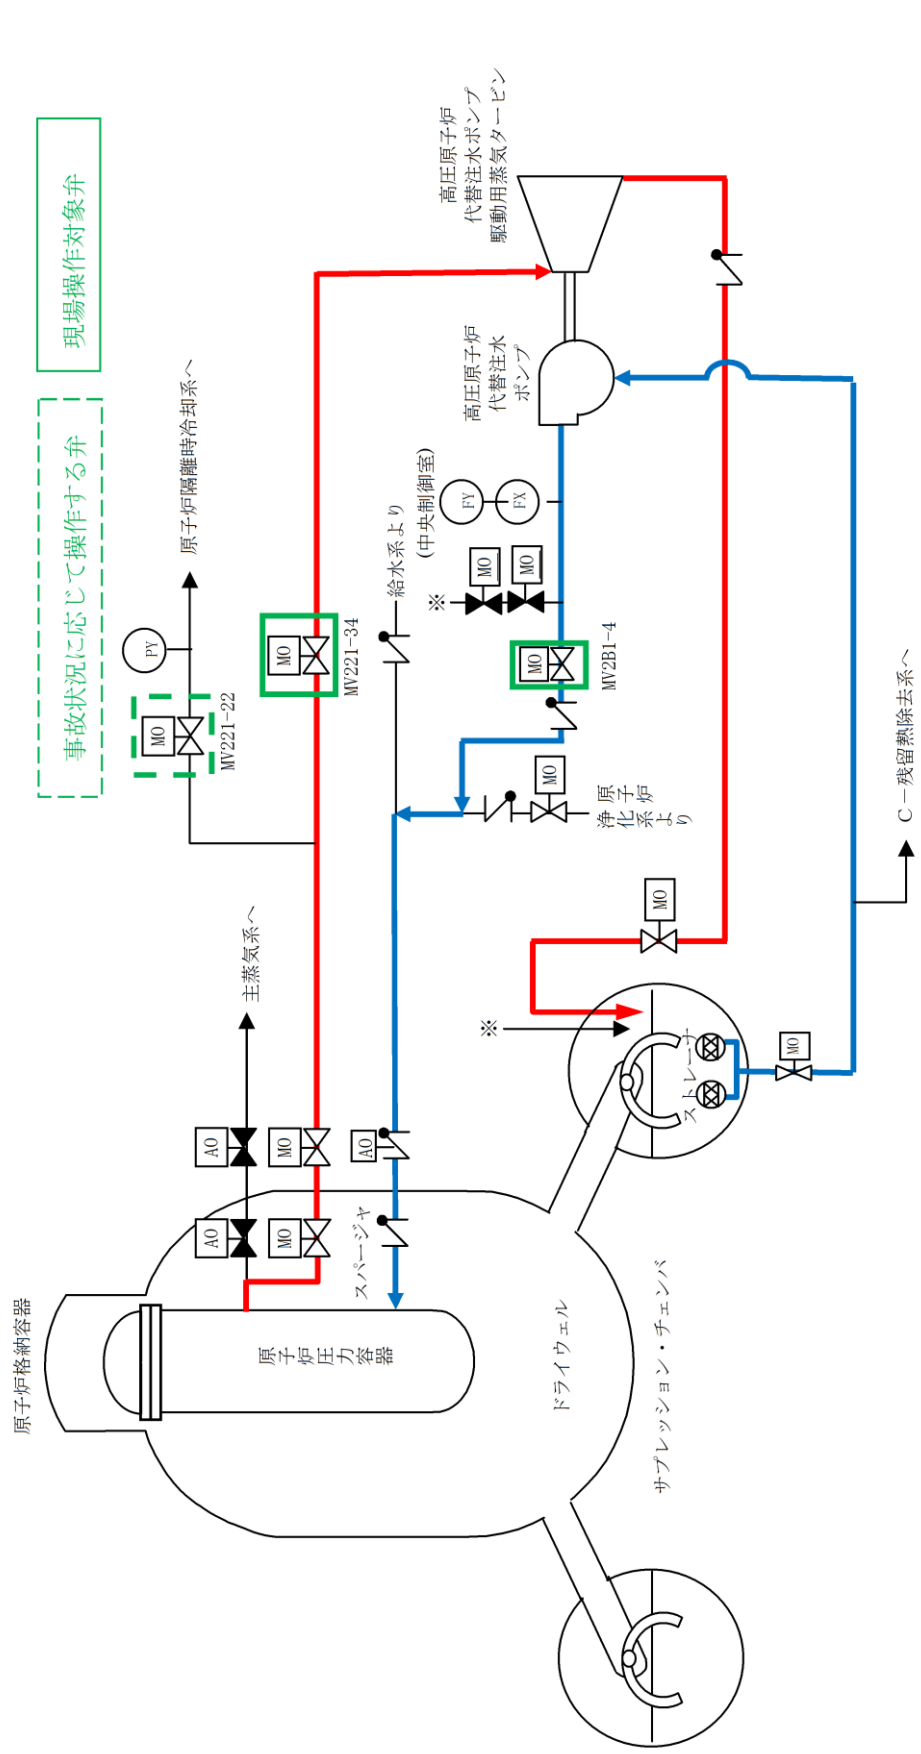 現場操作対象弁
事故状況に応じて操作する弁
原子炉隔離時冷却系へ
高圧原子炉
代替注水ポンプ
駆動用蒸気タービン
高圧原子炉
代替注水
ポンプ
(中央制御室)
FY
FX
給水系より
PY
MO
MV221-22
MO
MV221-34
※
MO
MO
MO
MV2B1-4
MO
原子炉
浄化系より
主蒸気系へ
AO
AO
MO
MO
AO
スパージャ
MO
※
ストレーナ
MO
C－残留熱除去系へ
原子炉格納容器
原子炉圧力容器
ドライウェル
サプレッション・チェンバ